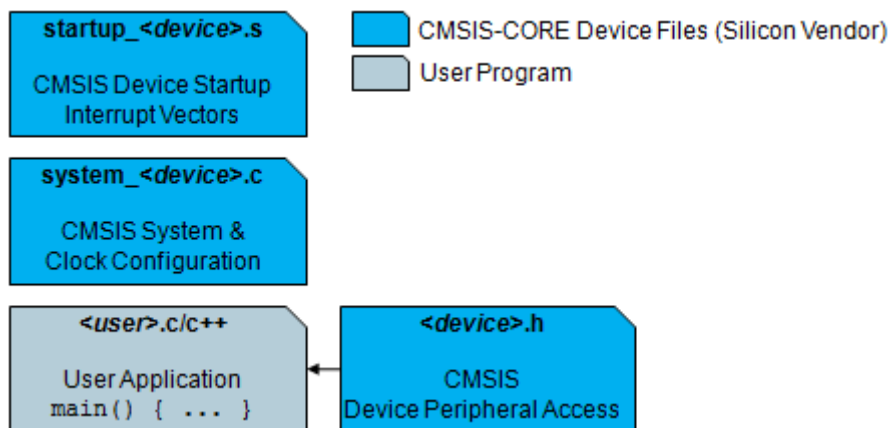 startup_<device>.s
CMSIS Device Startup
Interrupt Vectors
CMSIS-CORE Device Files (Silicon Vendor)
User Program
system_<device>.c
CMSIS System &
Clock Configuration
<user>.c/c++
User Application
main() { ... }
<device>.h
CMSIS
Device Peripheral Access